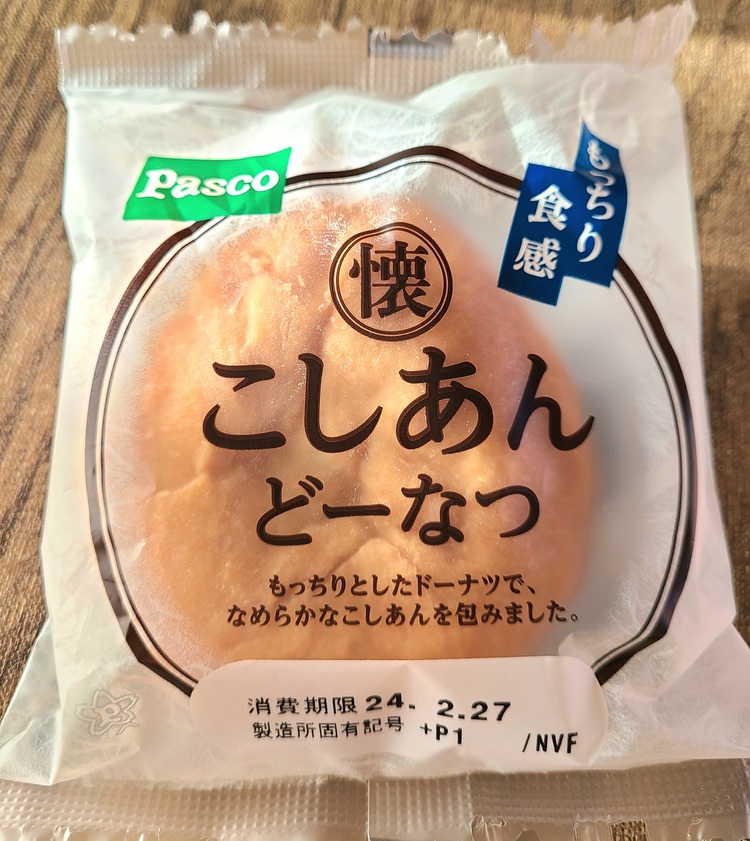 Pasco
もっちり
食感
懐
こしあん
どーなつ
もっちりとしたドーナツで、
なめらかなこしあんを包みました。
消費期限 24. 2.27
製造所固有記号 +P1 /NVF